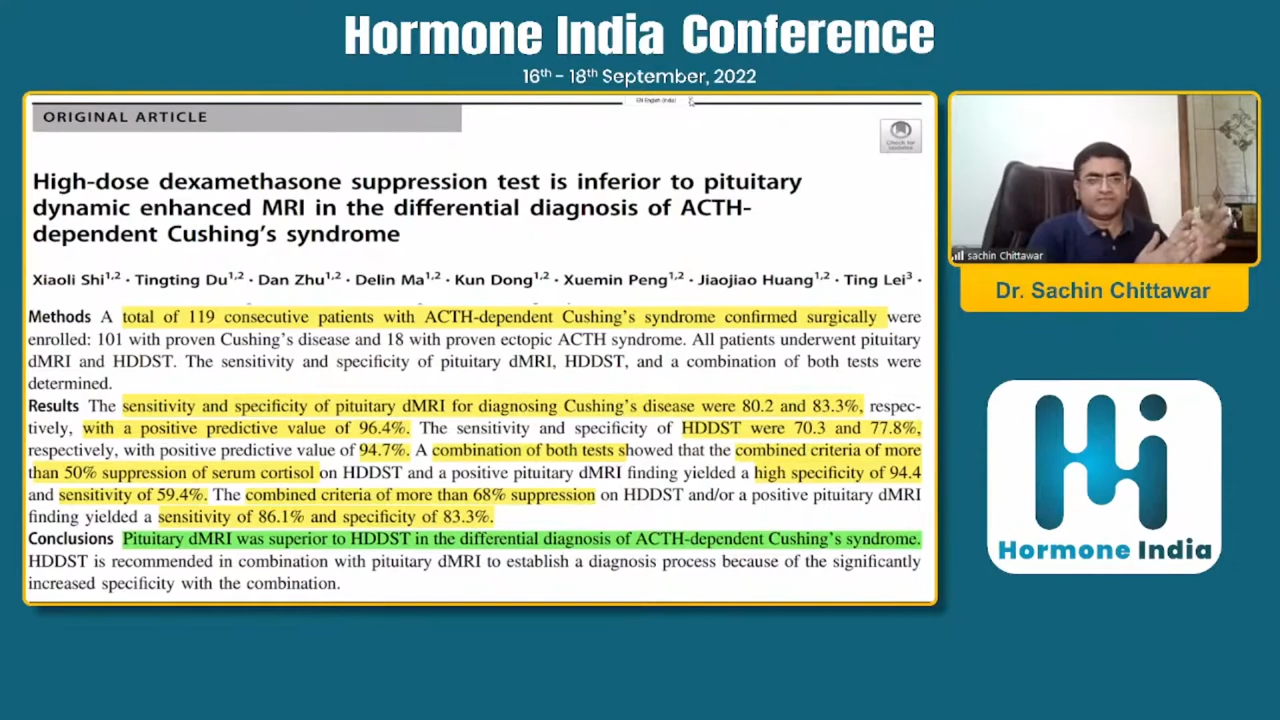 Hormone India Conference
16th - 18th September, 2022
EN English (India)
ORIGINAL ARTICLE
Check for
updates
High-dose dexamethasone suppression test is inferior to pituitary
dynamic enhanced MRI in the differential diagnosis of ACTH-
dependent Cushing's syndrome
Xiaoli Shi1,2 · Tingting Du1,2 · Dan Zhu1,2 · Delin Ma1,2 · Kun Dong1,2 · Xuemin Peng1,2 · Jiaojiao Huang1,2 · Ting Lei3 ·
Methods A total of 119 consecutive patients with ACTH-dependent Cushing's syndrome confirmed surgically were
enrolled: 101 with proven Cushing's disease and 18 with proven ectopic ACTH syndrome. All patients underwent pituitary
dMRI and HDDST. The sensitivity and specificity of pituitary dMRI, HDDST, and a combination of both tests were
determined.
Results The sensitivity and specificity of pituitary dMRI for diagnosing Cushing's disease were 80.2 and 83.3%, respec-
tively, with a positive predictive value of 96.4%. The sensitivity and specificity of HDDST were 70.3 and 77.8%,
respectively, with positive predictive value of 94.7%. A combination of both tests showed that the combined criteria of more
than 50% suppression of serum cortisol on HDDST and a positive pituitary dMRI finding yielded a high specificity of 94.4
and sensitivity of 59.4%. The combined criteria of more than 68% suppression on HDDST and/or a positive pituitary dMRI
finding yielded a sensitivity of 86.1% and specificity of 83.3%.
Conclusions Pituitary dMRI was superior to HDDST in the differential diagnosis of ACTH-dependent Cushing's syndrome.
HDDST is recommended in combination with pituitary dMRI to establish a diagnosis process because of the significantly
increased specificity with the combination.
sachin Chittawar
Dr. Sachin Chittawar
Hormone India